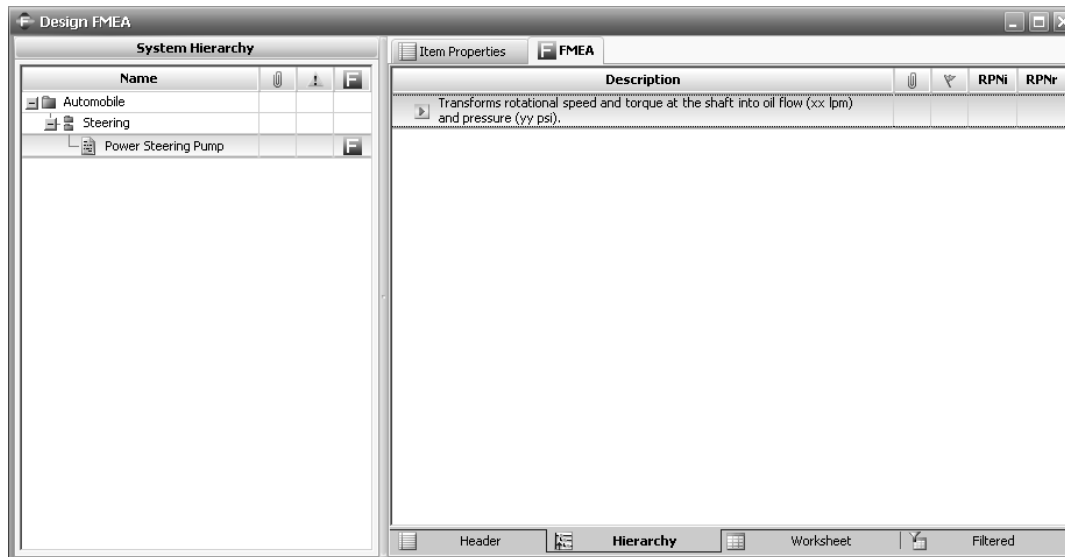 Design FMEA
System Hierarchy
Name
Automobile
Steering
Power Steering Pump
Item Properties
FMEA
Description
RPNi
RPNr
Transforms rotational speed and torque at the shaft into oil flow (xx lpm)
and pressure (yy psi).
Header
Hierarchy
Worksheet
Filtered